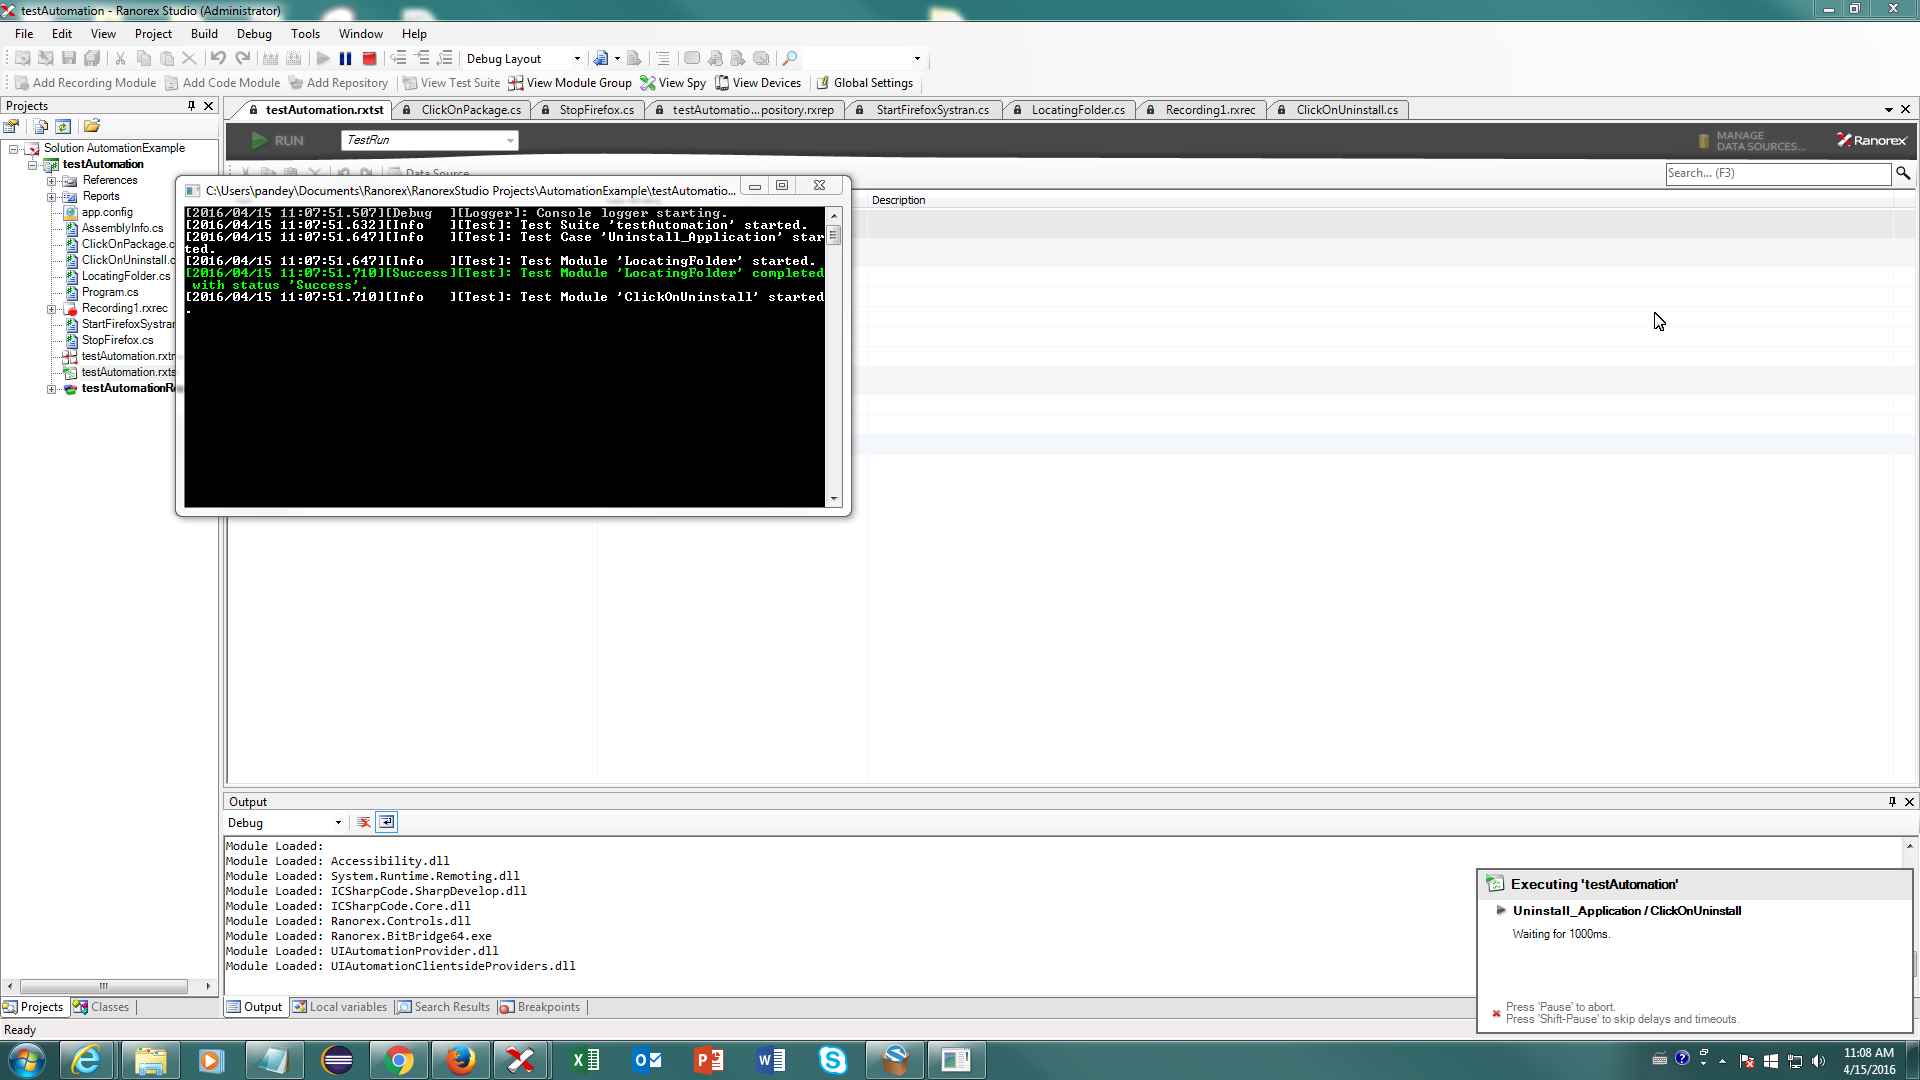 testAutomation - Ranorex Studio (Administrator)
File Edit View Project Build Debug Tools Window Help
Debug Layout
Add Recording Module Add Code Module Add Repository View Test Suite View Module Group View Spy View Devices Global Settings
Projects
testAutomation.rxtst ClickOnPackage.cs StopFirefox.cs testAutomatio...pository.rxrep StartFirefoxSystran.cs LocatingFolder.cs Recording1.rxrec ClickOnUninstall.cs
RUN TestRun MANAGE DATA SOURCES... Ranorex
Data Source
Search... (F3)
Description
Solution AutomationExample
testAutomation
References
Reports
app.config
AssemblyInfo.cs
ClickOnPackage.c
ClickOnUninstall.c
LocatingFolder.cs
Program.cs
Recording1.rxrec
StartFirefoxSystran
StopFirefox.cs
testAutomation.rxtm
testAutomation.rxts
testAutomationR
C:\Users\pandey\Documents\Ranorex\RanorexStudio Projects\AutomationExample\testAutomatio...
[2016/04/15 11:07:51.507][Debug ][Logger]: Console logger starting.
[2016/04/15 11:07:51.632][Info ][Test]: Test Suite 'testAutomation' started.
[2016/04/15 11:07:51.647][Info ][Test]: Test Case 'Uninstall_Application' star
ted.
[2016/04/15 11:07:51.647][Info ][Test]: Test Module 'LocatingFolder' started.
[2016/04/15 11:07:51.710][Success][Test]: Test Module 'LocatingFolder' completed
with status 'Success'.
[2016/04/15 11:07:51.710][Info ][Test]: Test Module 'ClickOnUninstall' started
.
Output
Debug
Module Loaded:
Module Loaded: Accessibility.dll
Module Loaded: System.Runtime.Remoting.dll
Module Loaded: ICSharpCode.SharpDevelop.dll
Module Loaded: ICSharpCode.Core.dll
Module Loaded: Ranorex.Controls.dll
Module Loaded: Ranorex.BitBridge64.exe
Module Loaded: UIAutomationProvider.dll
Module Loaded: UIAutomationClientsideProviders.dll
Executing 'testAutomation'
Uninstall_Application / ClickOnUninstall
Waiting for 1000ms.
Press 'Pause' to abort.
Press 'Shift-Pause' to skip delays and timeouts.
Projects Classes
Output Local variables Search Results Breakpoints
Ready
11:08 AM
4/15/2016